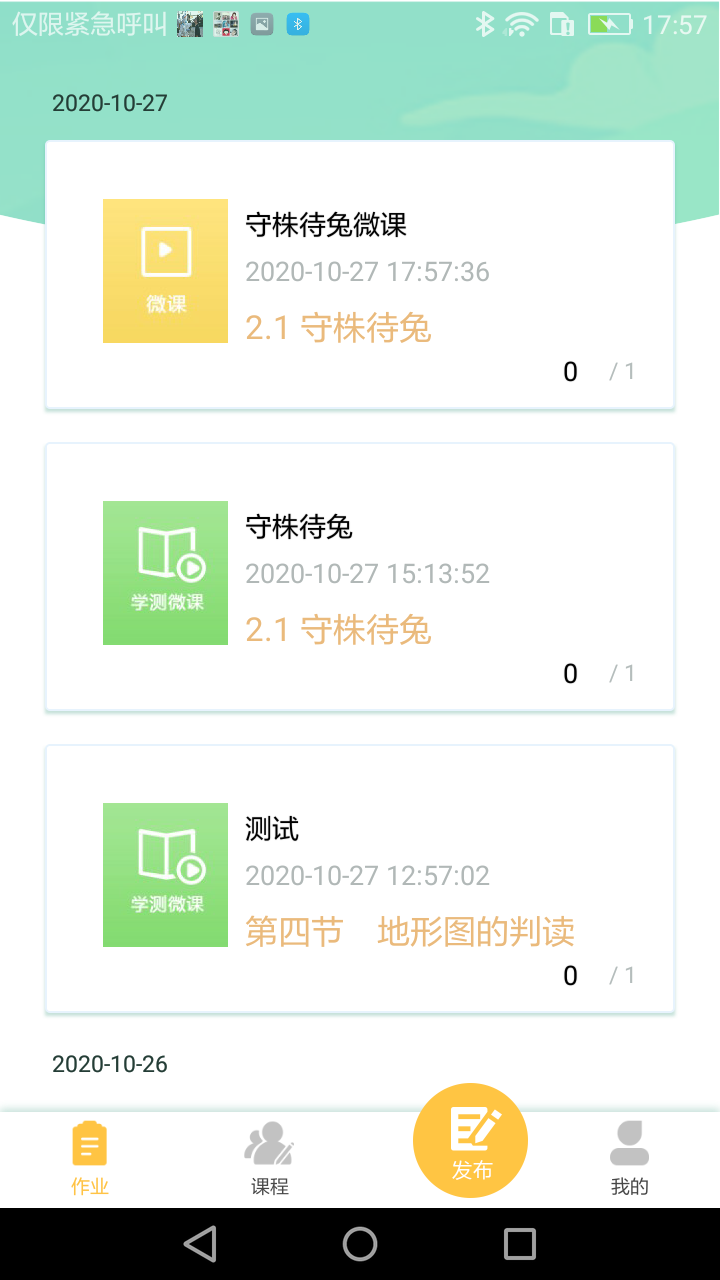 仅限紧急呼叫 17:57
2020-10-27
守株待兔微课
2020-10-27 17:57:36
微课
2.1 守株待兔
0 / 1
守株待兔
2020-10-27 15:13:52
学测微课
2.1 守株待兔
0 / 1
测试
2020-10-27 12:57:02
学测微课
第四节　地形图的判读
0 / 1
2020-10-26
作业 课程 发布 我的